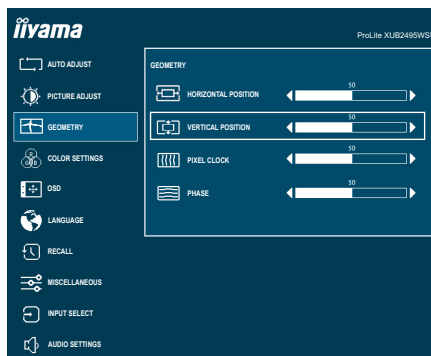 iiyama
ProLite XUB2495WSU
AUTO ADJUST
PICTURE ADJUST
GEOMETRY
COLOR SETTINGS
R
G B
OSD
LANGUAGE
RECALL
MISCELLANEOUS
INPUT SELECT
AUDIO SETTINGS
GEOMETRY
HORIZONTAL POSITION
50
VERTICAL POSITION
50
PIXEL CLOCK
50
PHASE
50